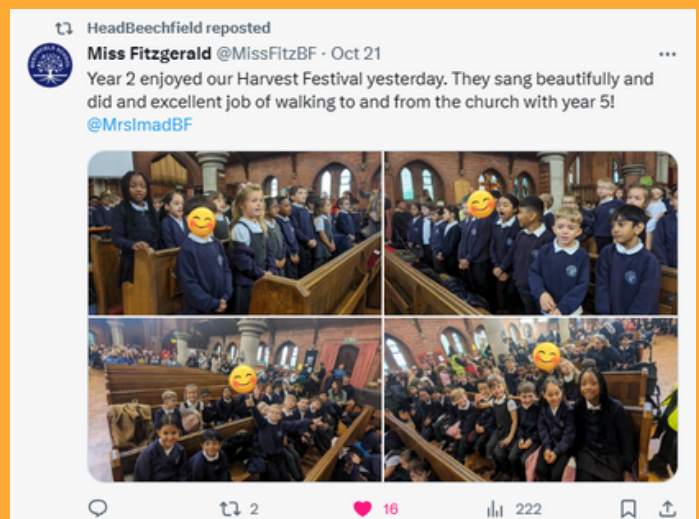 HeadBeechfield reposted
Miss Fitzgerald @MissFitzBF · Oct 21
Year 2 enjoyed our Harvest Festival yesterday. They sang beautifully and
did and excellent job of walking to and from the church with year 5!
@MrsImadBF
2
16
222